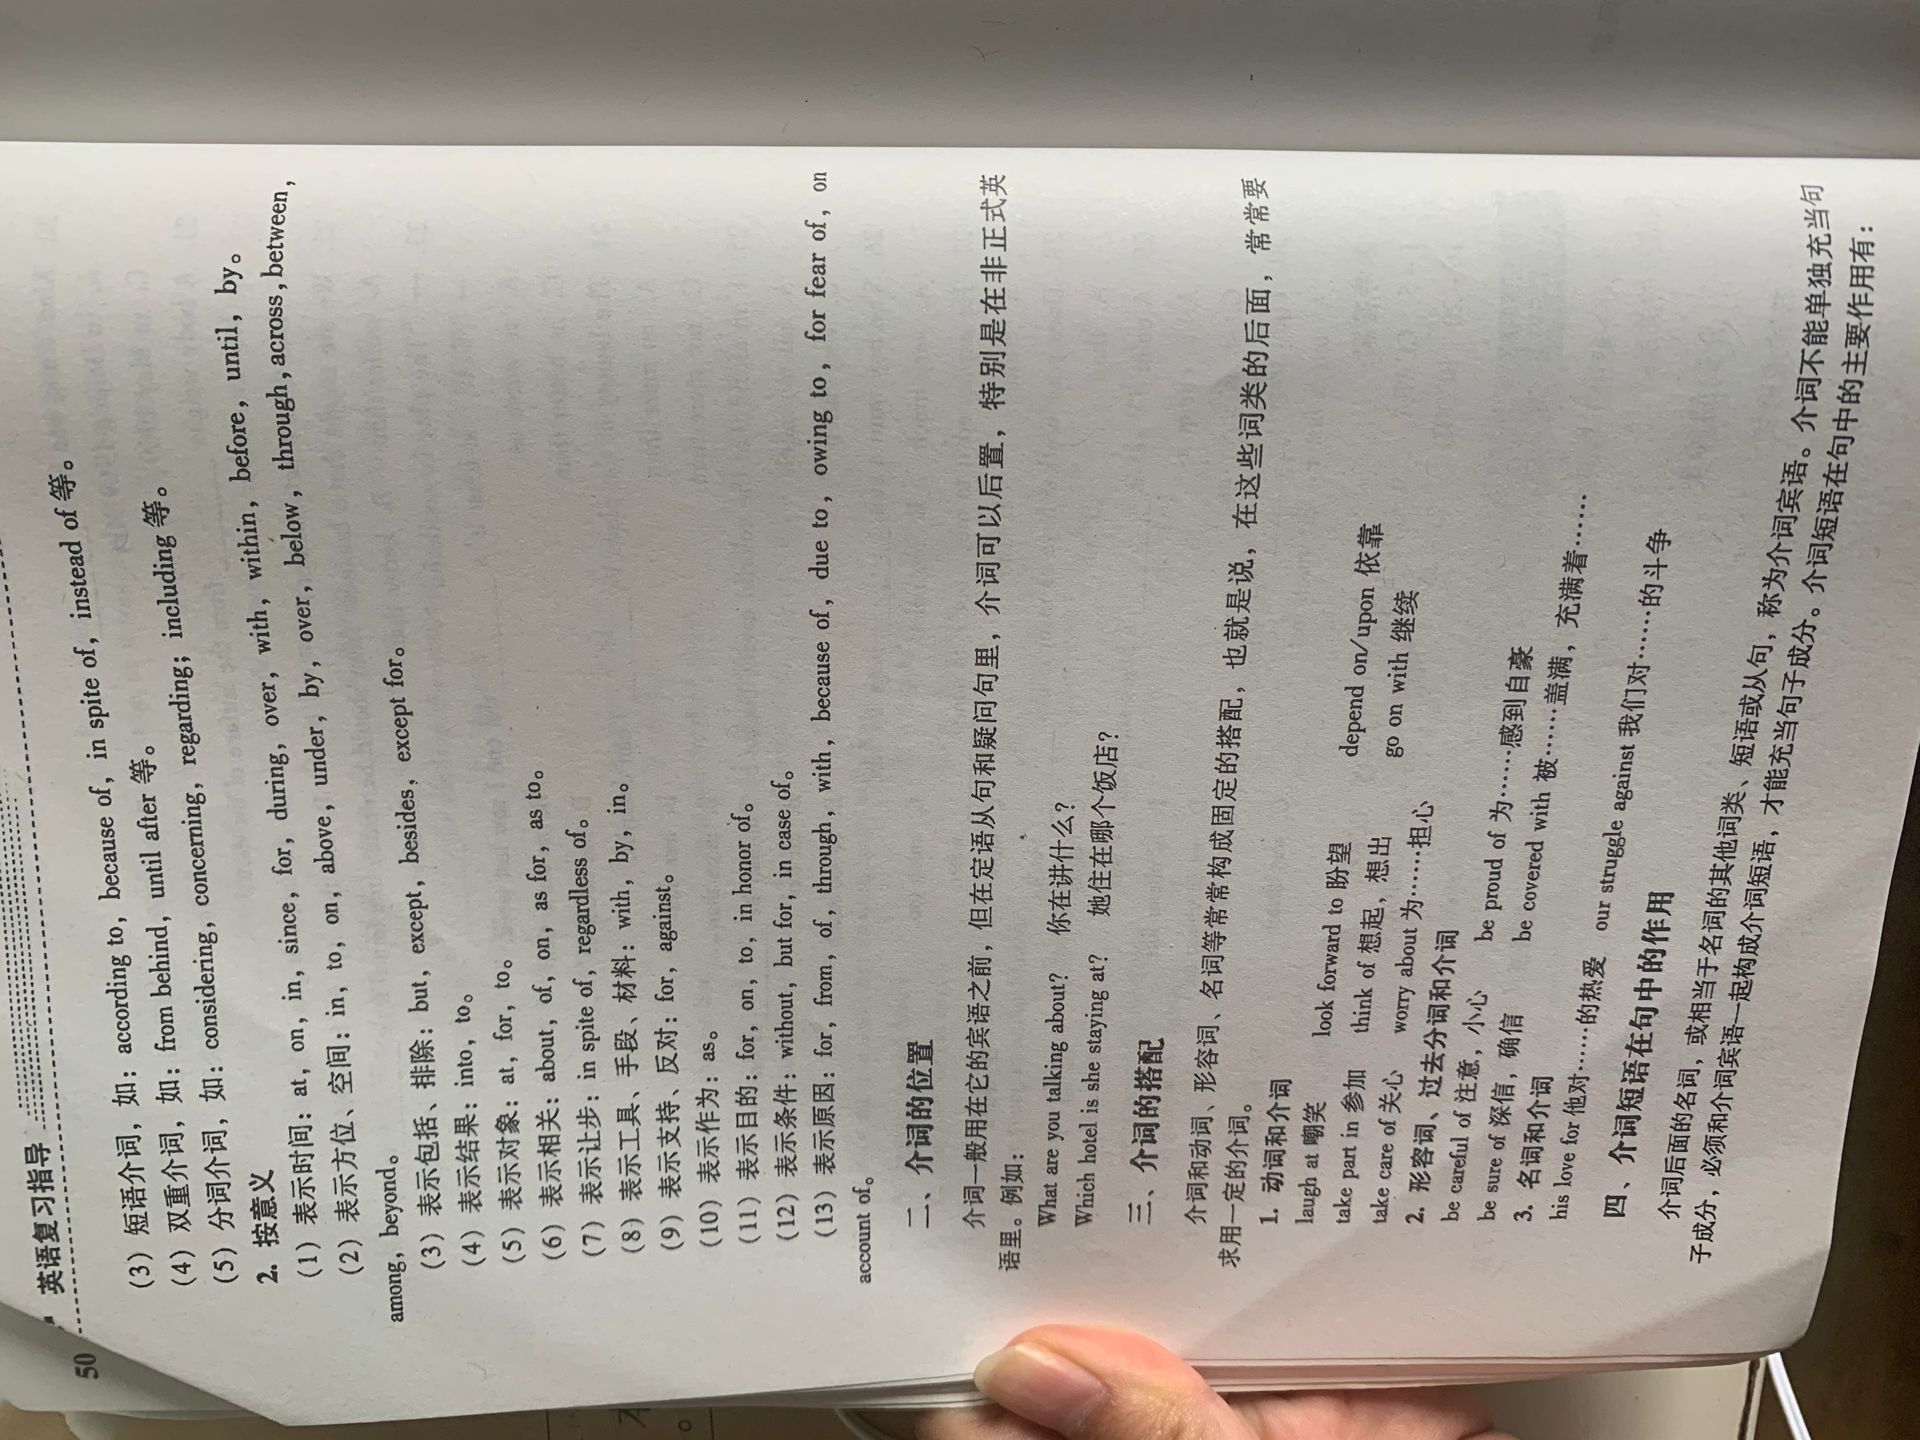 英语复习指导
50
(3) 短语介词，如：according to，because of，in spite of，instead of 等。
(4) 双重介词，如：from behind，until after 等。
(5) 分词介词，如：considering，concerning，regarding；including 等。
2. 按意义
(1) 表示时间：at，on，in，since，for，during，over，with，within，before，until，by。
(2) 表示方位、空间：in，to，on，above，under，by，over，below，through，across，between，
among，beyond。
(3) 表示包括、排除：but，except，besides，except for。
(4) 表示结果：into，to。
(5) 表示对象：at，for，to。
(6) 表示相关：about，of，on，as for，as to。
(7) 表示让步：in spite of，regardless of。
(8) 表示工具、手段、材料：with，by，in。
(9) 表示支持、反对：for，against。
(10) 表示作为：as。
(11) 表示目的：for，on，to，in honor of。
(12) 表示条件：without，but for，in case of。
(13) 表示原因：for，from，of，through，with，because of，due to，owing to，for fear of，on
account of。
二、介词的位置
介词一般用在它的宾语之前，但在定语从句和疑问句里，介词可以后置，特别是在非正式英
语里。例如：
What are you talking about? 你在讲什么？
Which hotel is she staying at? 她住在哪个饭店？
三、介词的搭配
介词和动词、形容词、名词等常常构成固定的搭配，也就是说，在这些词类的后面，常常要
求用一定的介词。
1. 动词和介词
laugh at 嘲笑 look forward to 盼望 depend on/upon 依靠
take part in 参加 think of 想起，想出 go on with 继续
take care of 关心 worry about 为……担心
2. 形容词、过去分词和介词
be careful of 注意，小心 be proud of 为……感到自豪
be sure of 深信，确信 be covered with 被……盖满，充满着……
3. 名词和介词
his love for 他对……的热爱 our struggle against 我们对……的斗争
四、介词短语在句中的作用
介词后面的名词，或相当于名词的其他词类、短语或从句，称为介词宾语。介词不能单独充当句
子成分，必须和介词宾语一起构成介词短语，才能充当句子成分。介词短语在句中的主要作用有：